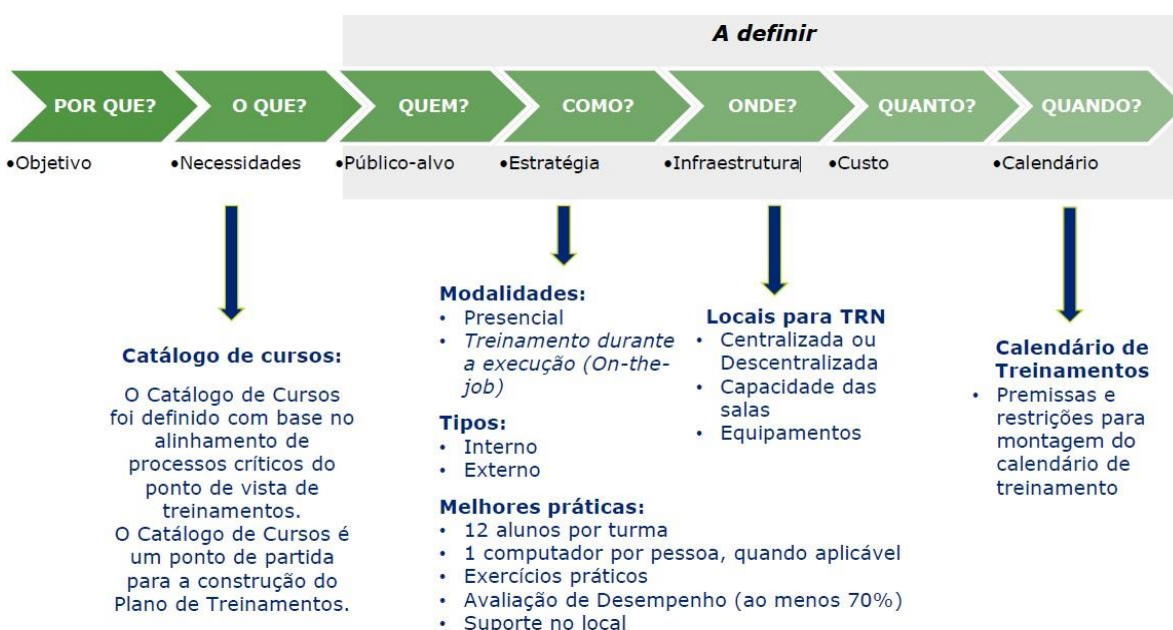 A definir
POR QUE?
O QUE?
QUEM?
COMO?
ONDE?
QUANTO?
QUANDO?
•Objetivo
•Necessidades
•Público-alvo
•Estratégia
•Infraestrutura
•Custo
•Calendário
Catálogo de cursos:
O Catálogo de Cursos
foi definido com base no
alinhamento de
processos críticos do
ponto de vista de
treinamentos.
O Catálogo de Cursos é
um ponto de partida
para a construção do
Plano de Treinamentos.
Modalidades:
• Presencial
• Treinamento durante
a execução (On-the-
job)
Tipos:
• Interno
• Externo
Melhores práticas:
• 12 alunos por turma
• 1 computador por pessoa, quando aplicável
• Exercícios práticos
• Avaliação de Desempenho (ao menos 70%)
• Suporte no local
Locais para TRN
• Centralizada ou
Descentralizada
• Capacidade das
salas
• Equipamentos
Calendário de
Treinamentos
• Premissas e
restrições para
montagem do
calendário de
treinamento